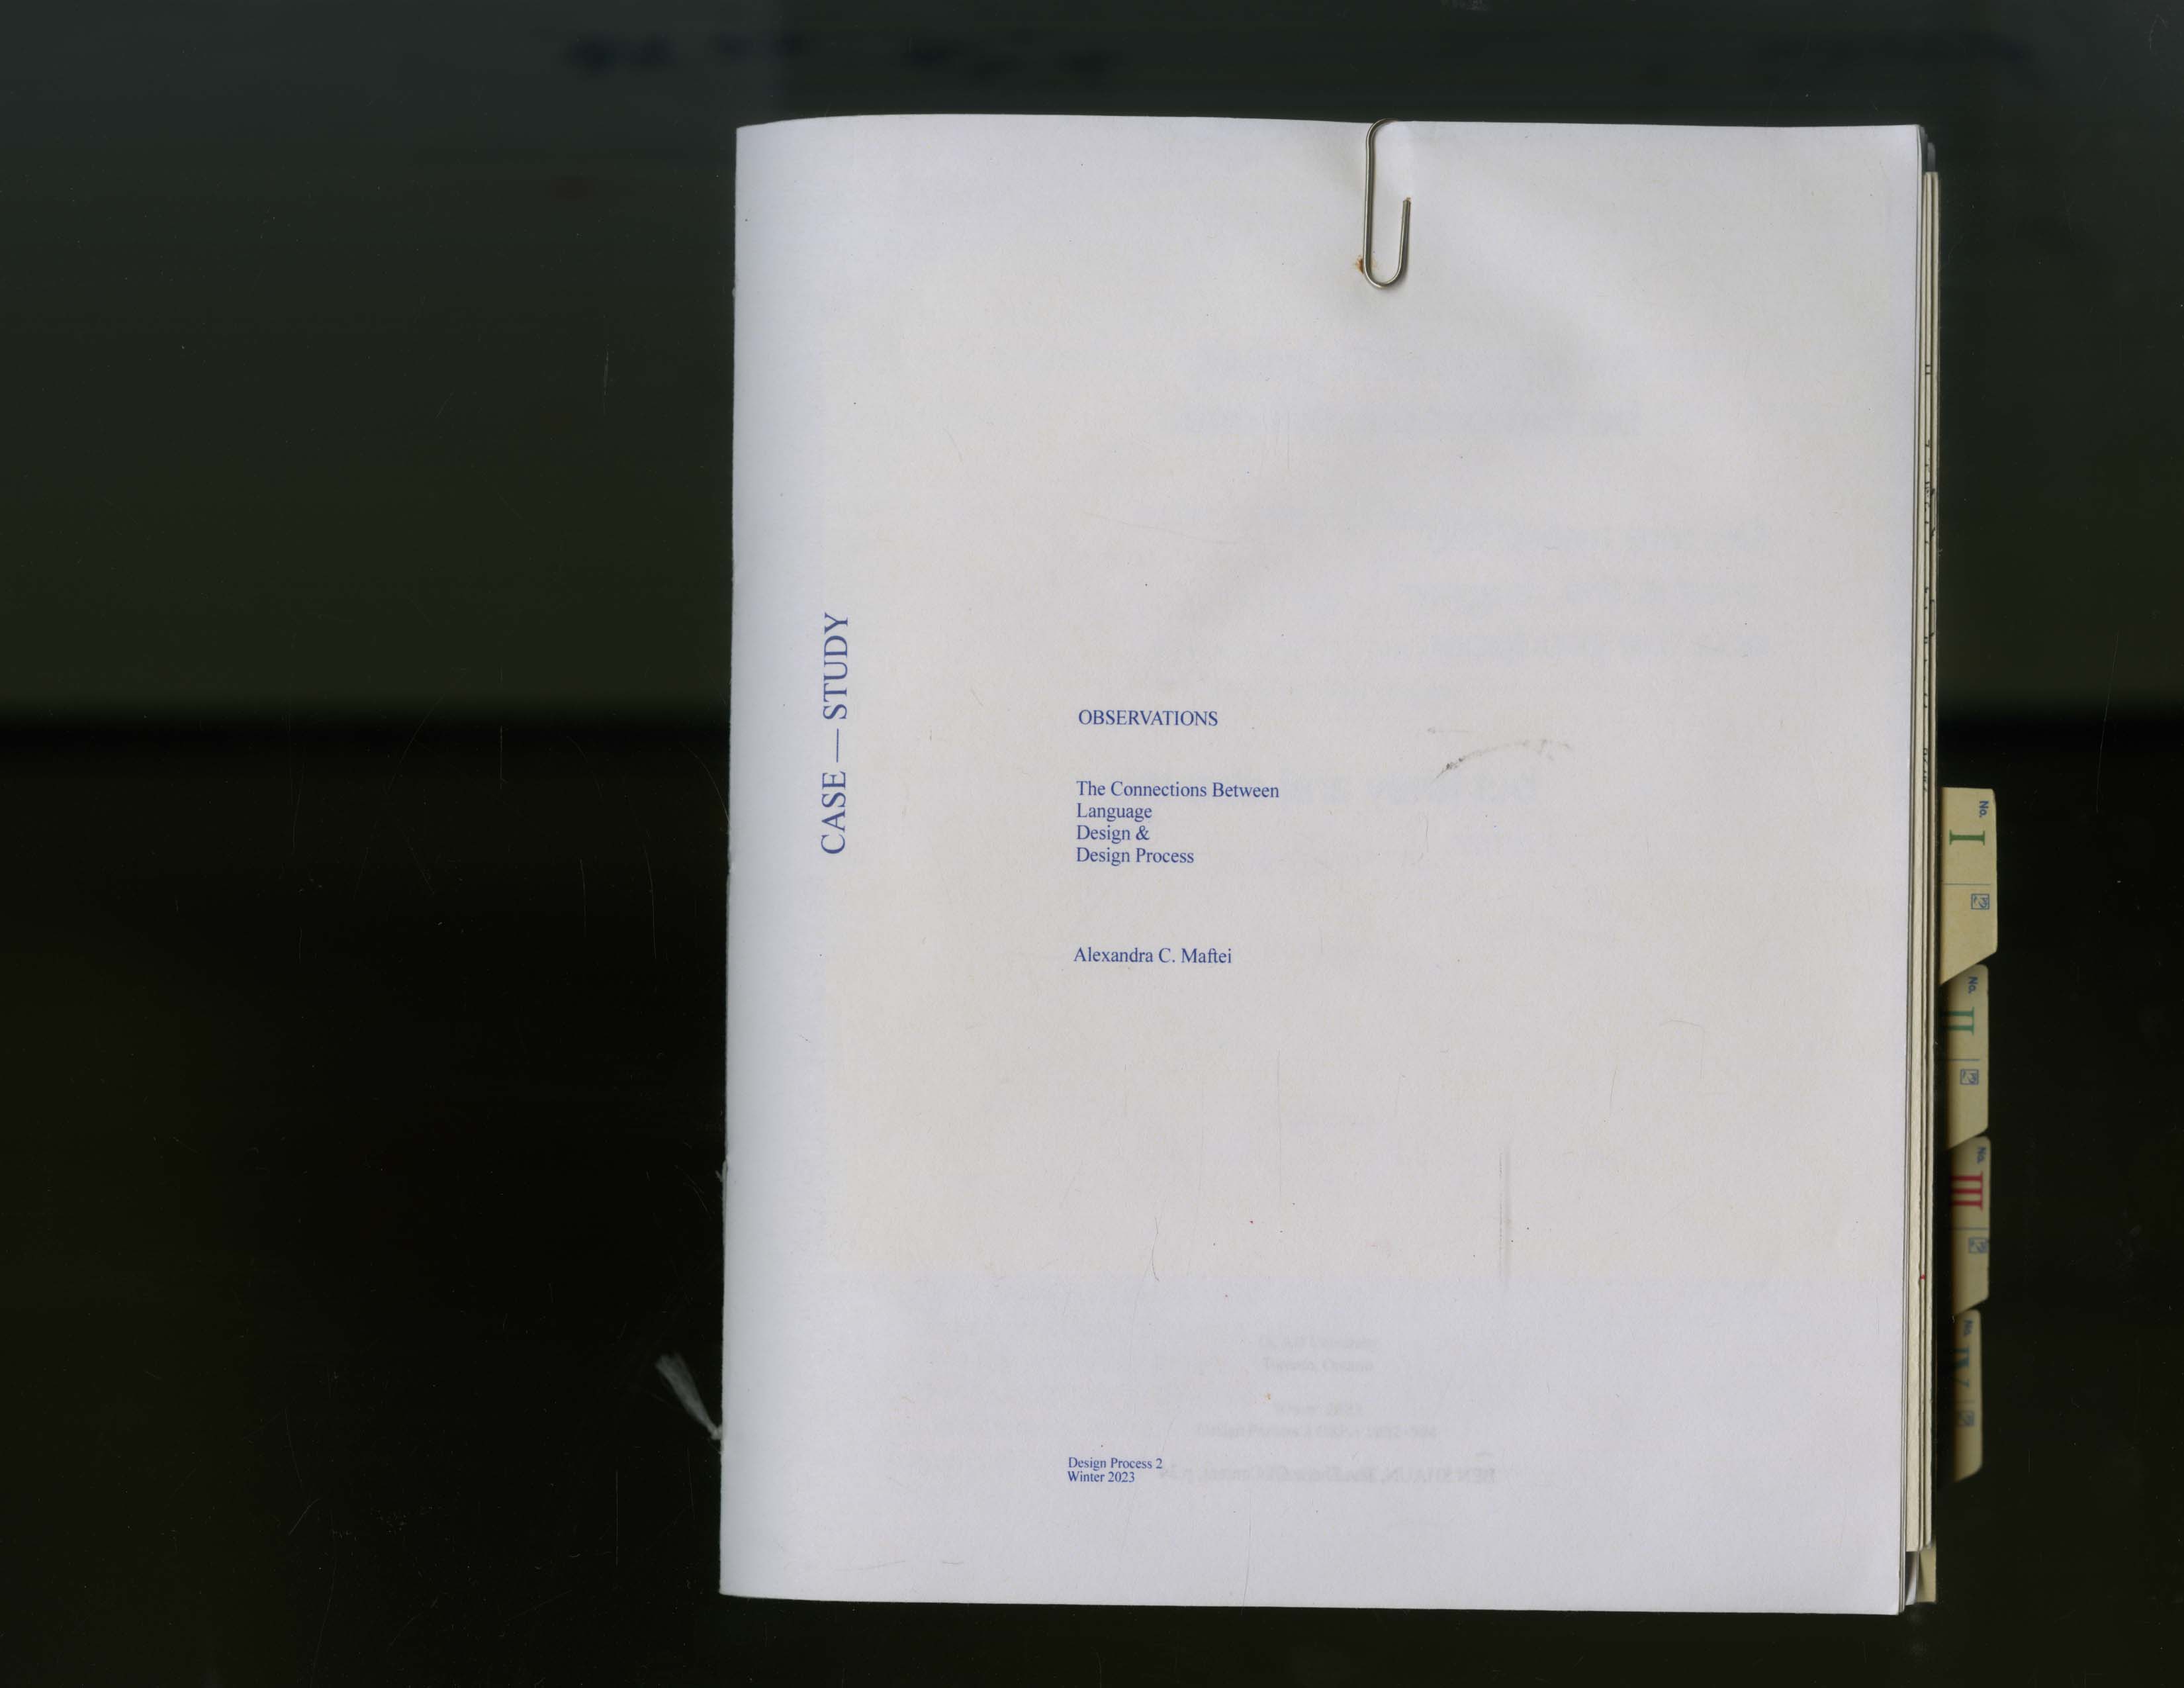 CASE — STUDY
OBSERVATIONS
The Connections Between
Language
Design &
Design Process
Alexandra C. Maftei
Design Process 2
Winter 2023
No.
I
No.
II
No.
III
No.
IV